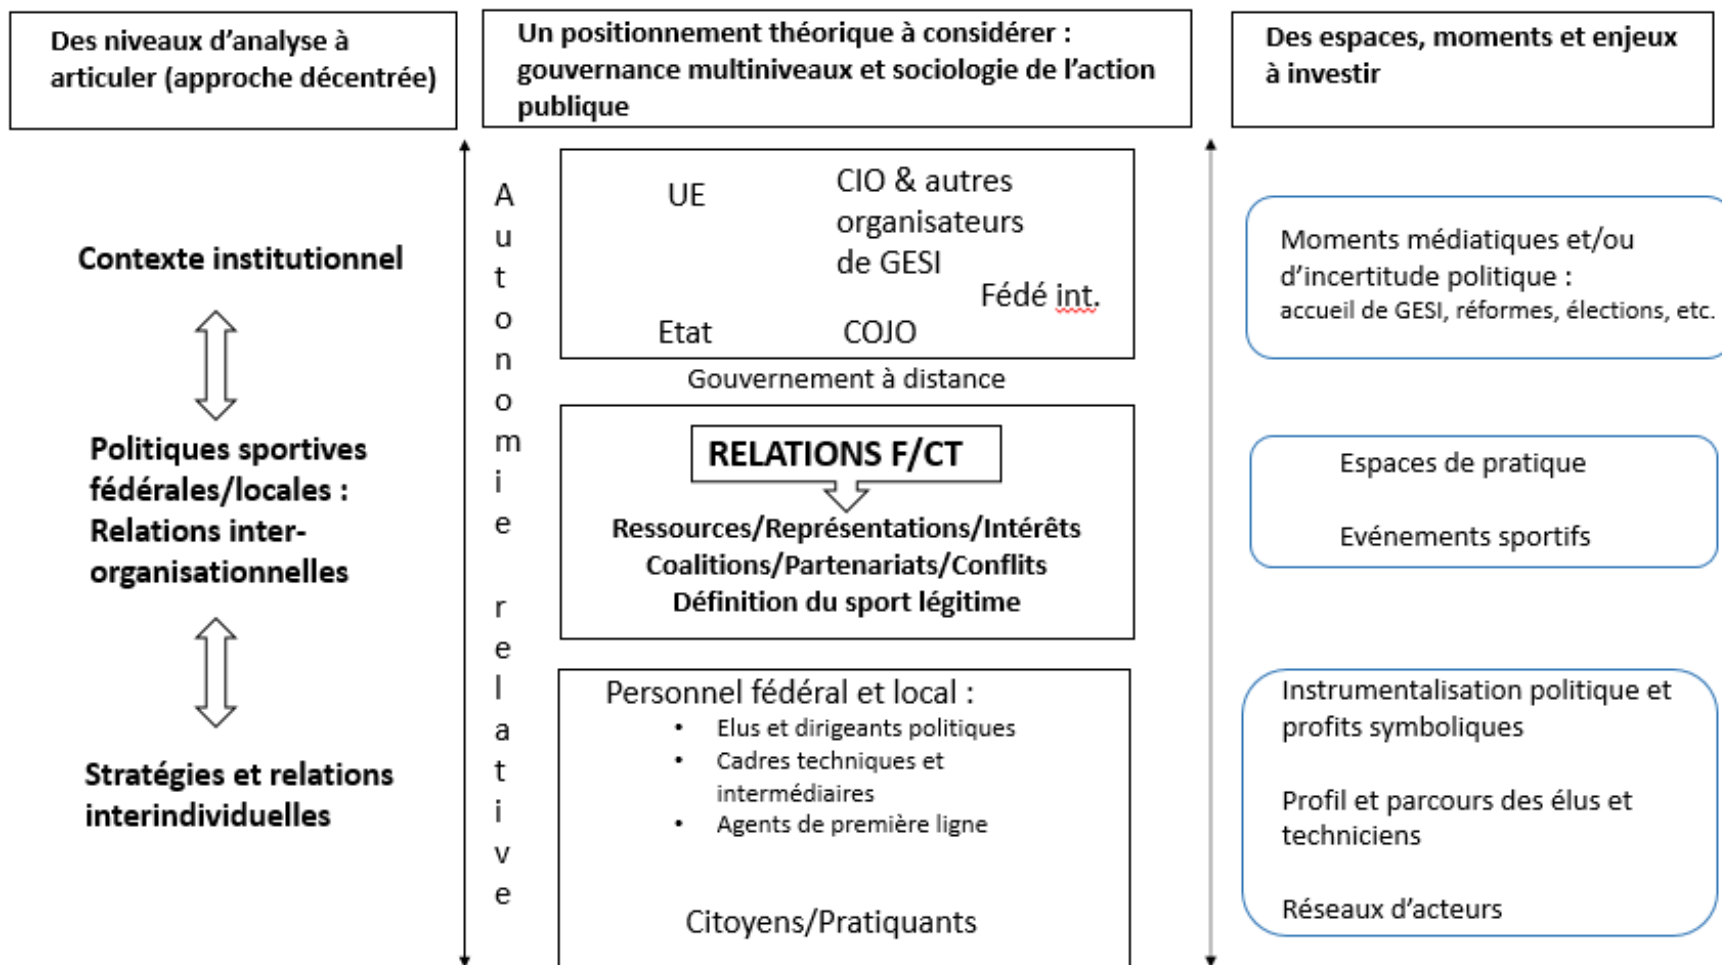 Des niveaux d'analyse à
articuler (approche décentrée)
Un positionnement théorique à considérer :
gouvernance multiniveaux et sociologie de l'action
publique
Des espaces, moments et enjeux
à investir
Contexte institutionnel
Politiques sportives
fédérales/locales :
Relations inter-
organisationnelles
Stratégies et relations
interindividuelles
Autonomie relative
UE
CIO & autres
organisateurs
de GESI
Fédé int.
Etat
COJO
Gouvernement à distance
RELATIONS F/CT
Ressources/Représentations/Intérêts
Coalitions/Partenariats/Conflits
Définition du sport légitime
Personnel fédéral et local :
• Elus et dirigeants politiques
• Cadres techniques et
intermédiaires
• Agents de première ligne
Citoyens/Pratiquants
Moments médiatiques et/ou
d'incertitude politique :
accueil de GESI, réformes, élections, etc.
Espaces de pratique
Evénements sportifs
Instrumentalisation politique et
profits symboliques
Profil et parcours des élus et
techniciens
Réseaux d'acteurs